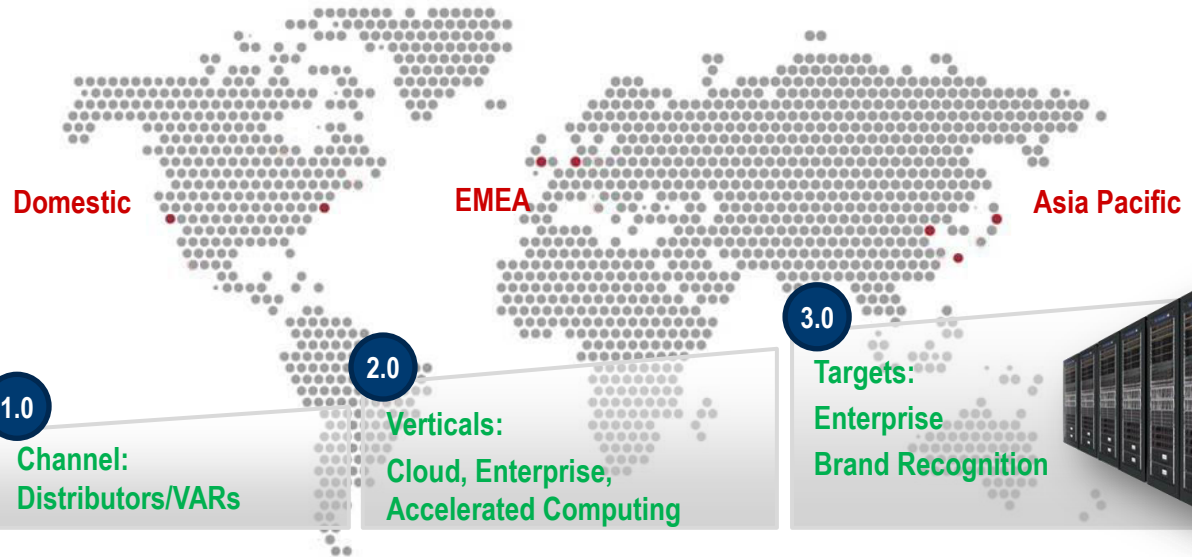 Domestic
EMEA
Asia Pacific
1.0
Channel:
Distributors/VARs
2.0
Verticals:
Cloud, Enterprise,
Accelerated Computing
3.0
Targets:
Enterprise
Brand Recognition